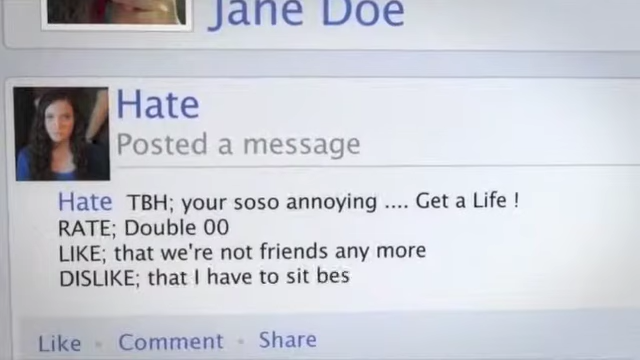 Jane Doe
Hate
Posted a message
Hate TBH; your soso annoying .... Get a Life !
RATE; Double 00
LIKE; that we're not friends any more
DISLIKE; that I have to sit bes
Like • Comment • Share